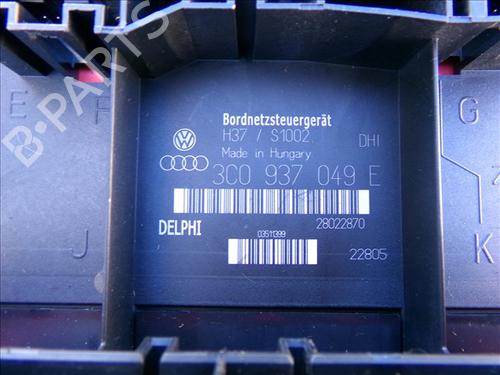 B-PARTS
Bordnetzsteuergerät
H37 / S1002 DHI
Made in Hungary
3C0 937 049 E
DELPHI 28022870
03511399
22805
E F
J
G
K